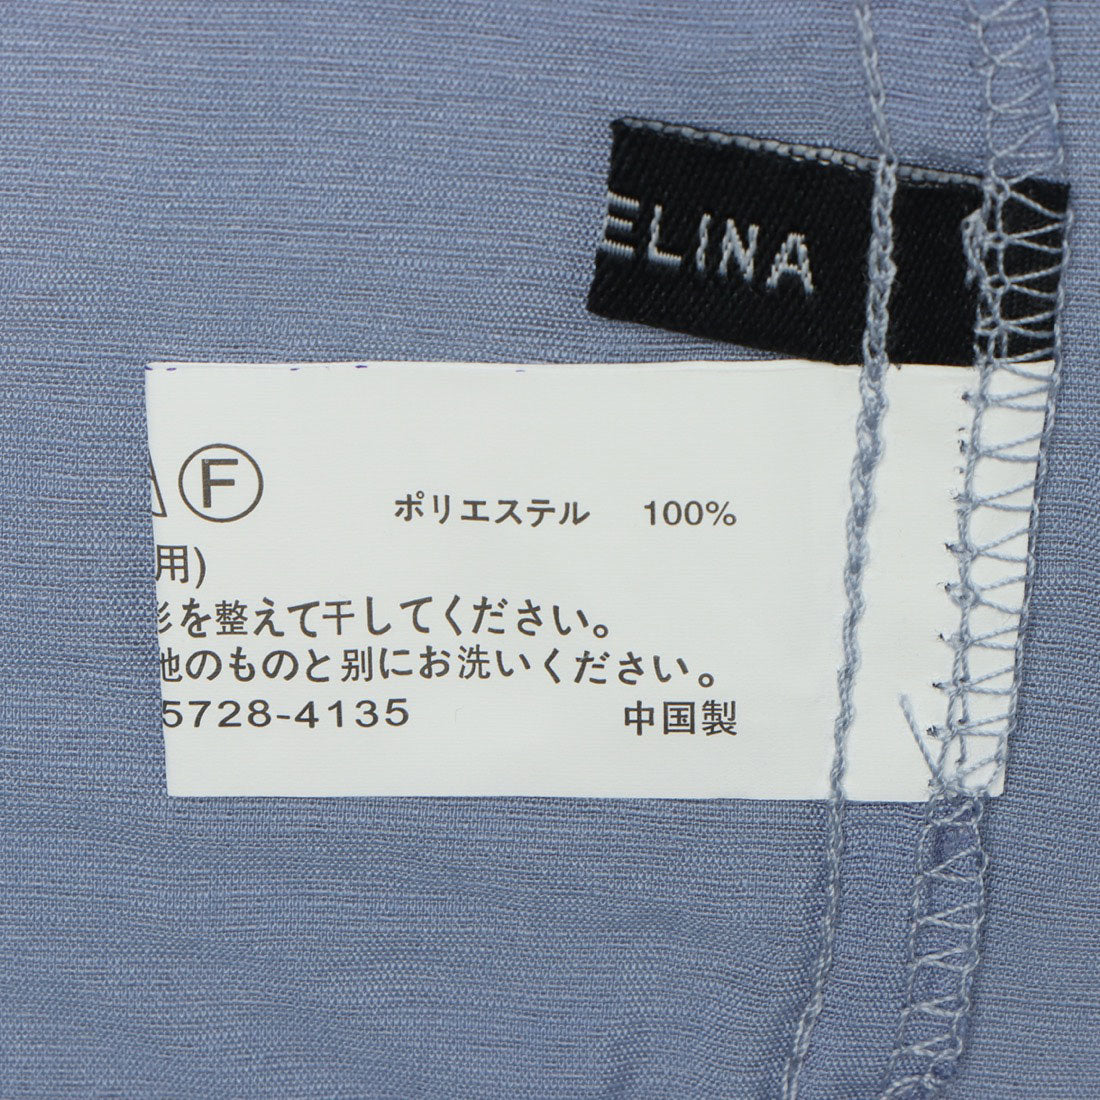 ELINA
F
ポリエステル 100%
用)
を整えて干してください。
他のものと別にお洗いください。
5728-4135
中国製